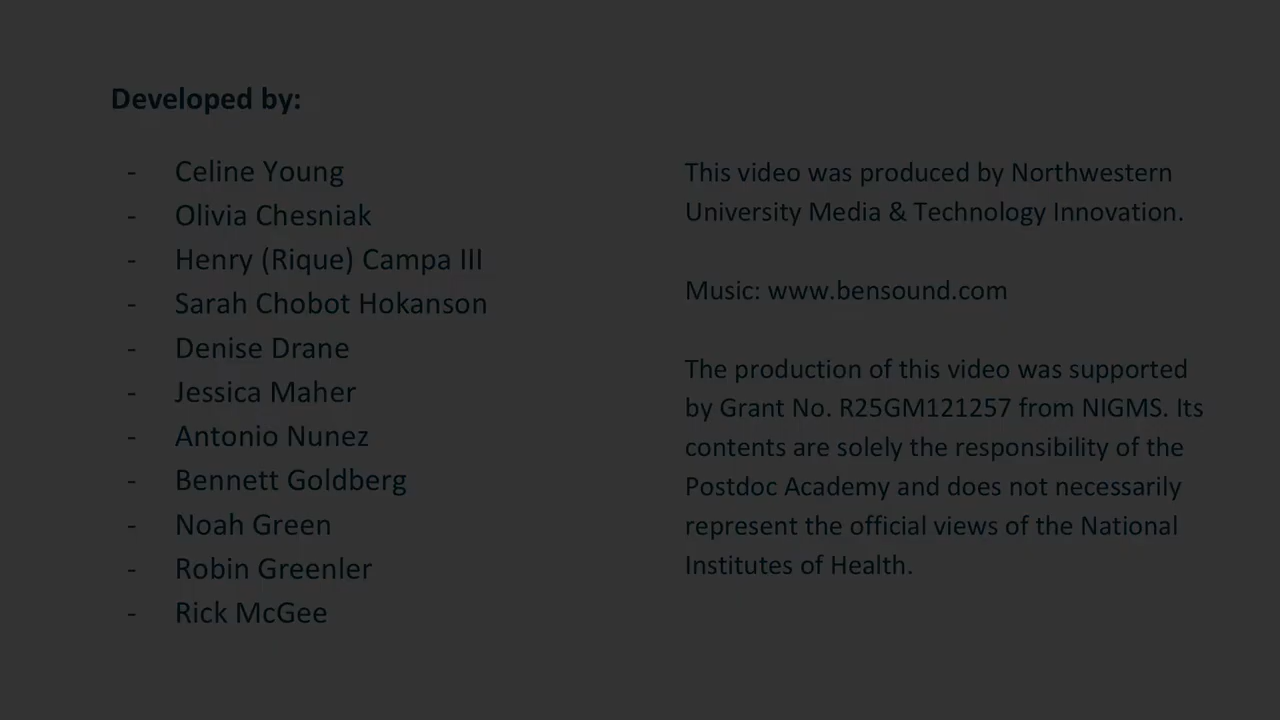 Developed by:
- Celine Young
- Olivia Chesniak
- Henry (Rique) Campa III
- Sarah Chobot Hokanson
- Denise Drane
- Jessica Maher
- Antonio Nunez
- Bennett Goldberg
- Noah Green
- Robin Greenler
- Rick McGee
This video was produced by Northwestern
University Media & Technology Innovation.
Music: www.bensound.com
The production of this video was supported
by Grant No. R25GM121257 from NIGMS. Its
contents are solely the responsibility of the
Postdoc Academy and does not necessarily
represent the official views of the National
Institutes of Health.